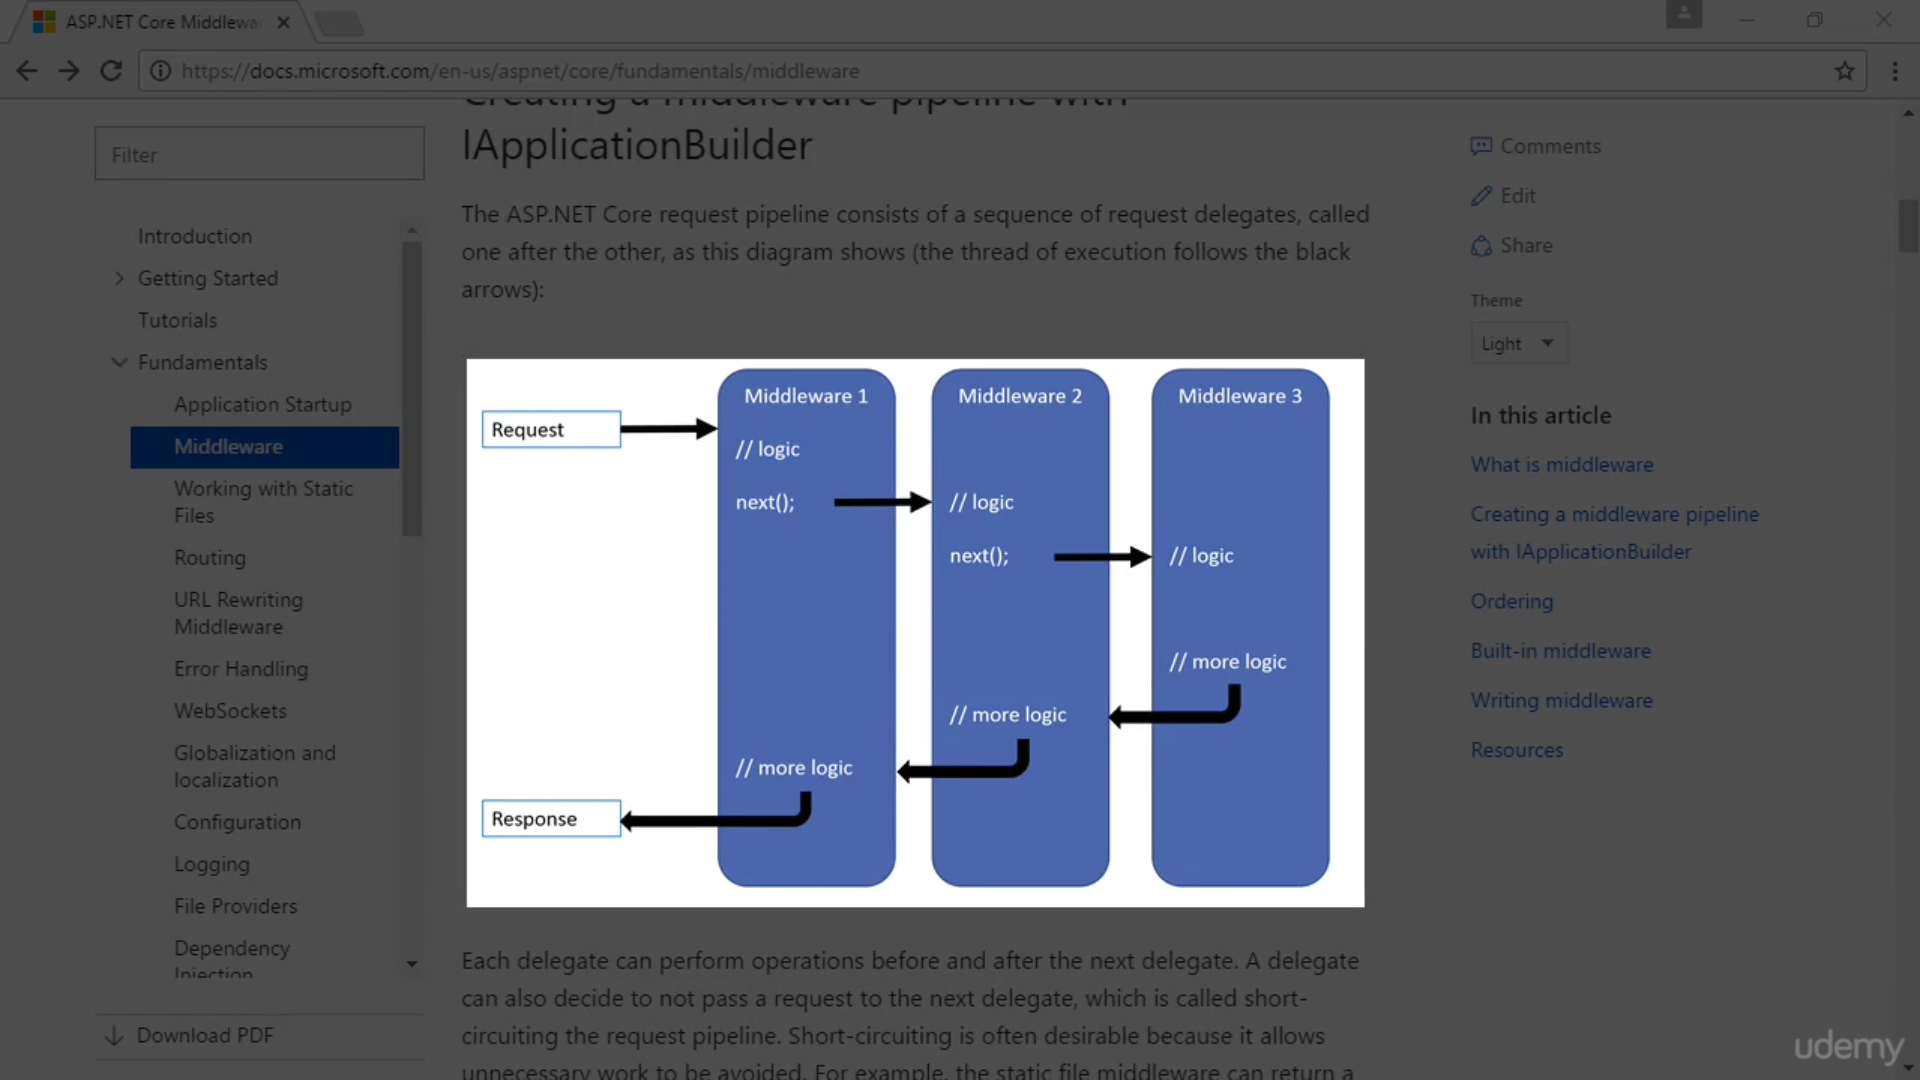 ASP.NET Core Middlewa
https://docs.microsoft.com/en-us/aspnet/core/fundamentals/middleware
Filter
Introduction
Getting Started
Tutorials
Fundamentals
Application Startup
Middleware
Working with Static
Files
Routing
URL Rewriting
Middleware
Error Handling
WebSockets
Globalization and
localization
Configuration
Logging
File Providers
Dependency
Injection
Download PDF
Creating a middleware pipeline with
IApplicationBuilder
The ASP.NET Core request pipeline consists of a sequence of request delegates, called
one after the other, as this diagram shows (the thread of execution follows the black
arrows):
Request
Middleware 1
// logic
next();
// more logic
Middleware 2
// logic
next();
// more logic
Middleware 3
// logic
// more logic
Response
Each delegate can perform operations before and after the next delegate. A delegate
can also decide to not pass a request to the next delegate, which is called short-
circuiting the request pipeline. Short-circuiting is often desirable because it allows
unnecessary work to be avoided. For example, the static file middleware can return a
Comments
Edit
Share
Theme
Light
In this article
What is middleware
Creating a middleware pipeline
with IApplicationBuilder
Ordering
Built-in middleware
Writing middleware
Resources
udemy